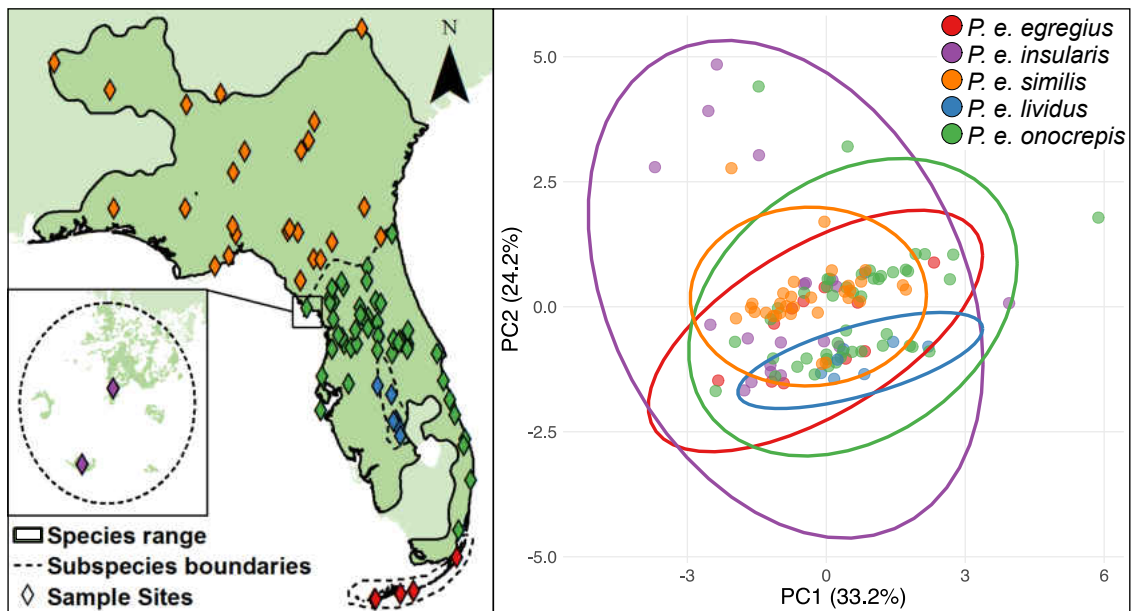 N
Species range
Subspecies boundaries
Sample Sites
P. e. egregius
P. e. insularis
P. e. similis
P. e. lividus
P. e. onocrepis
5.0
2.5
0.0
-2.5
-5.0
PC2 (24.2%)
-3
0
3
6
PC1 (33.2%)